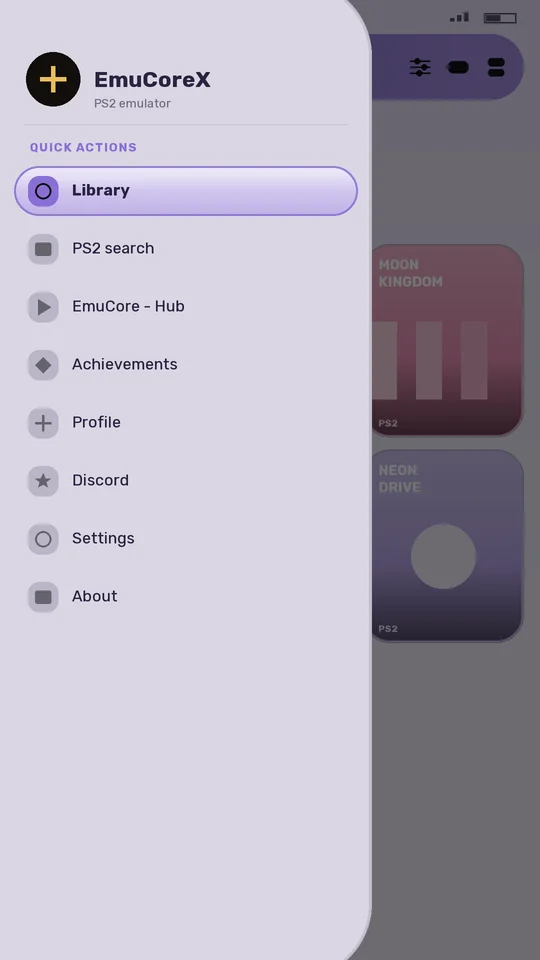 EmuCoreX
PS2 emulator
QUICK ACTIONS
Library
PS2 search
EmuCore - Hub
Achievements
Profile
Discord
Settings
About
MOON
KINGDOM
PS2
NEON
DRIVE
PS2